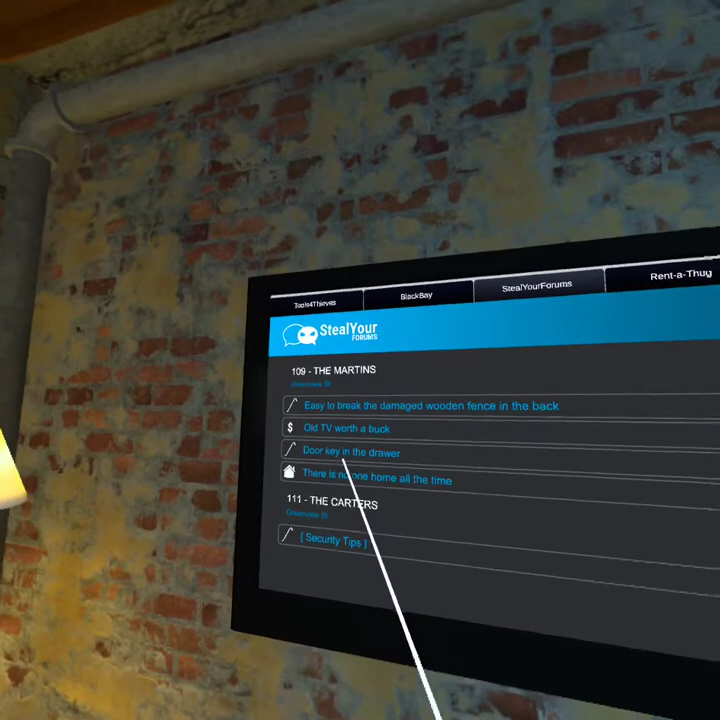 Tools4Thieves
BlackBay
StealYourForums
Rent-a-Thug
StealYour
FORUMS
109 - THE MARTINS
Greenview St
Easy to break the damaged wooden fence in the back
$ Old TV worth a buck
Door key in the drawer
There is no one home all the time
111 - THE CARTERS
Greenview St
[ Security Tips ]